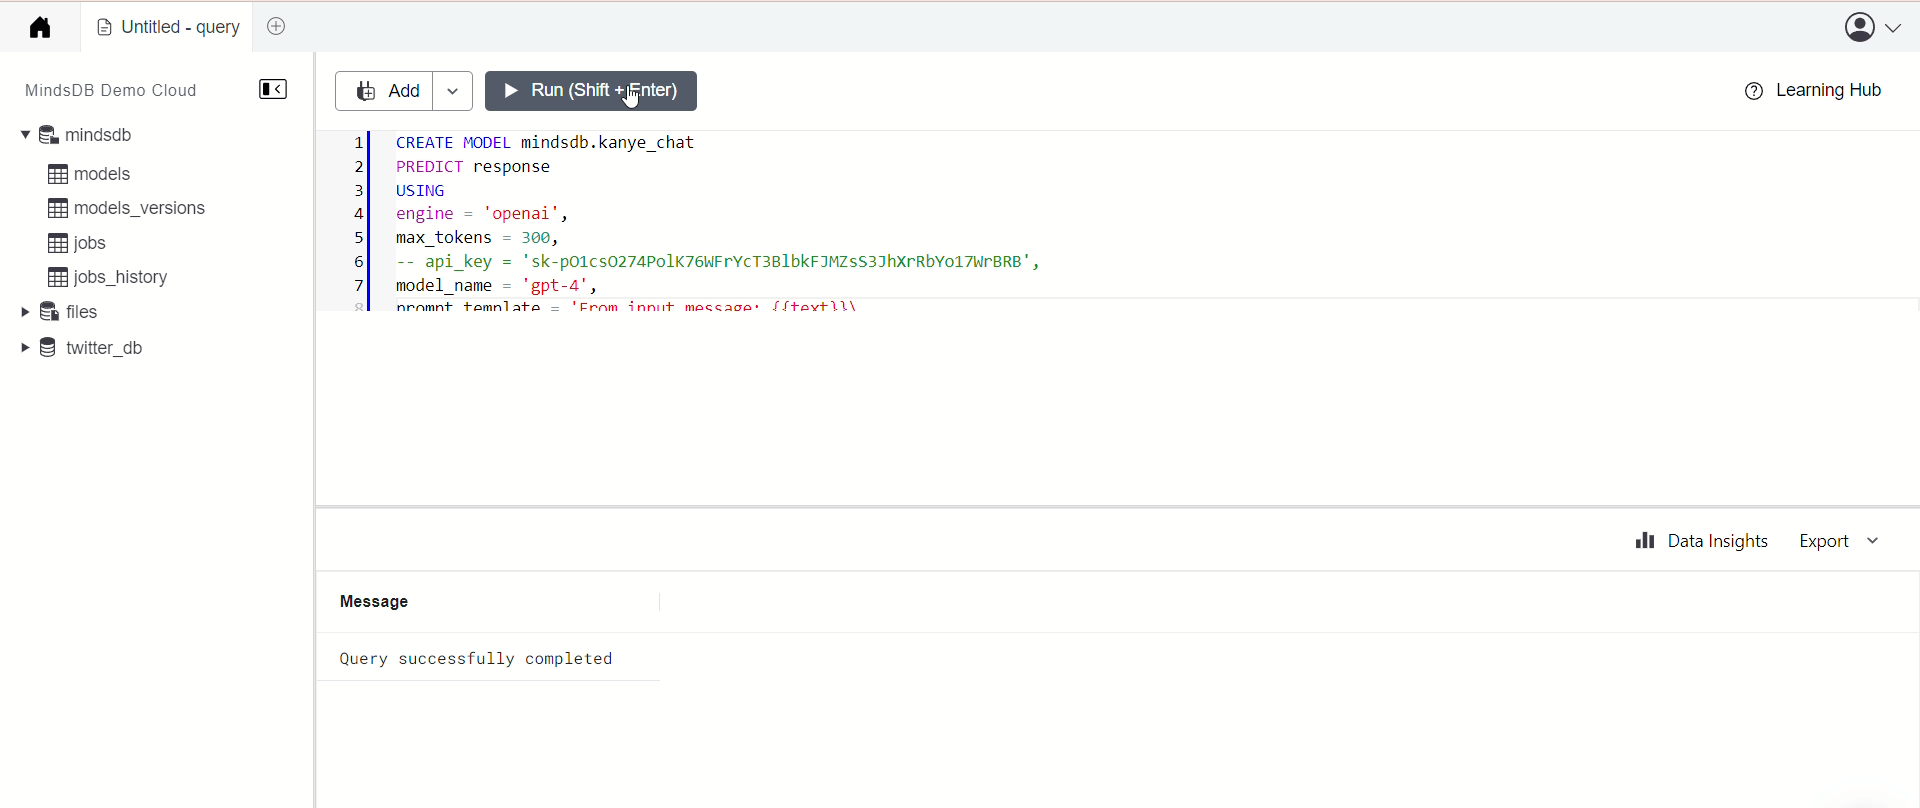 Untitled - query
MindsDB Demo Cloud
Add
Run (Shift + Enter)
Learning Hub
mindsdb
models
models_versions
jobs
jobs_history
files
twitter_db
1 CREATE MODEL mindsdb.kanye_chat
2 PREDICT response
3 USING
4 engine = 'openai',
5 max_tokens = 300,
6 -- api_key = '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',
7 model_name = 'gpt-4',
8 prompt_template = 'From input message: {{text}}\
Data Insights
Export
Message
Query successfully completed